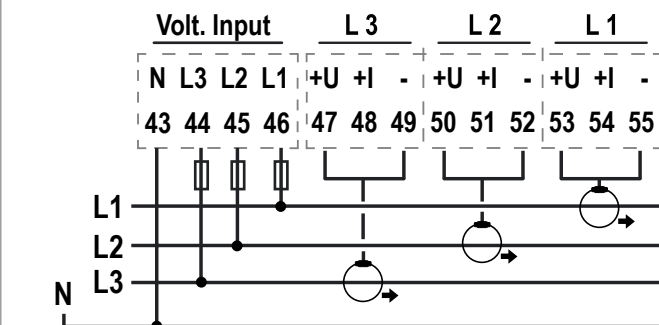 Volt. Input L 3 L 2 L 1
N L3 L2 L1 +U +I - +U +I - +U +I -
43 44 45 46 47 48 49 50 51 52 53 54 55
L1
L2
L3
N